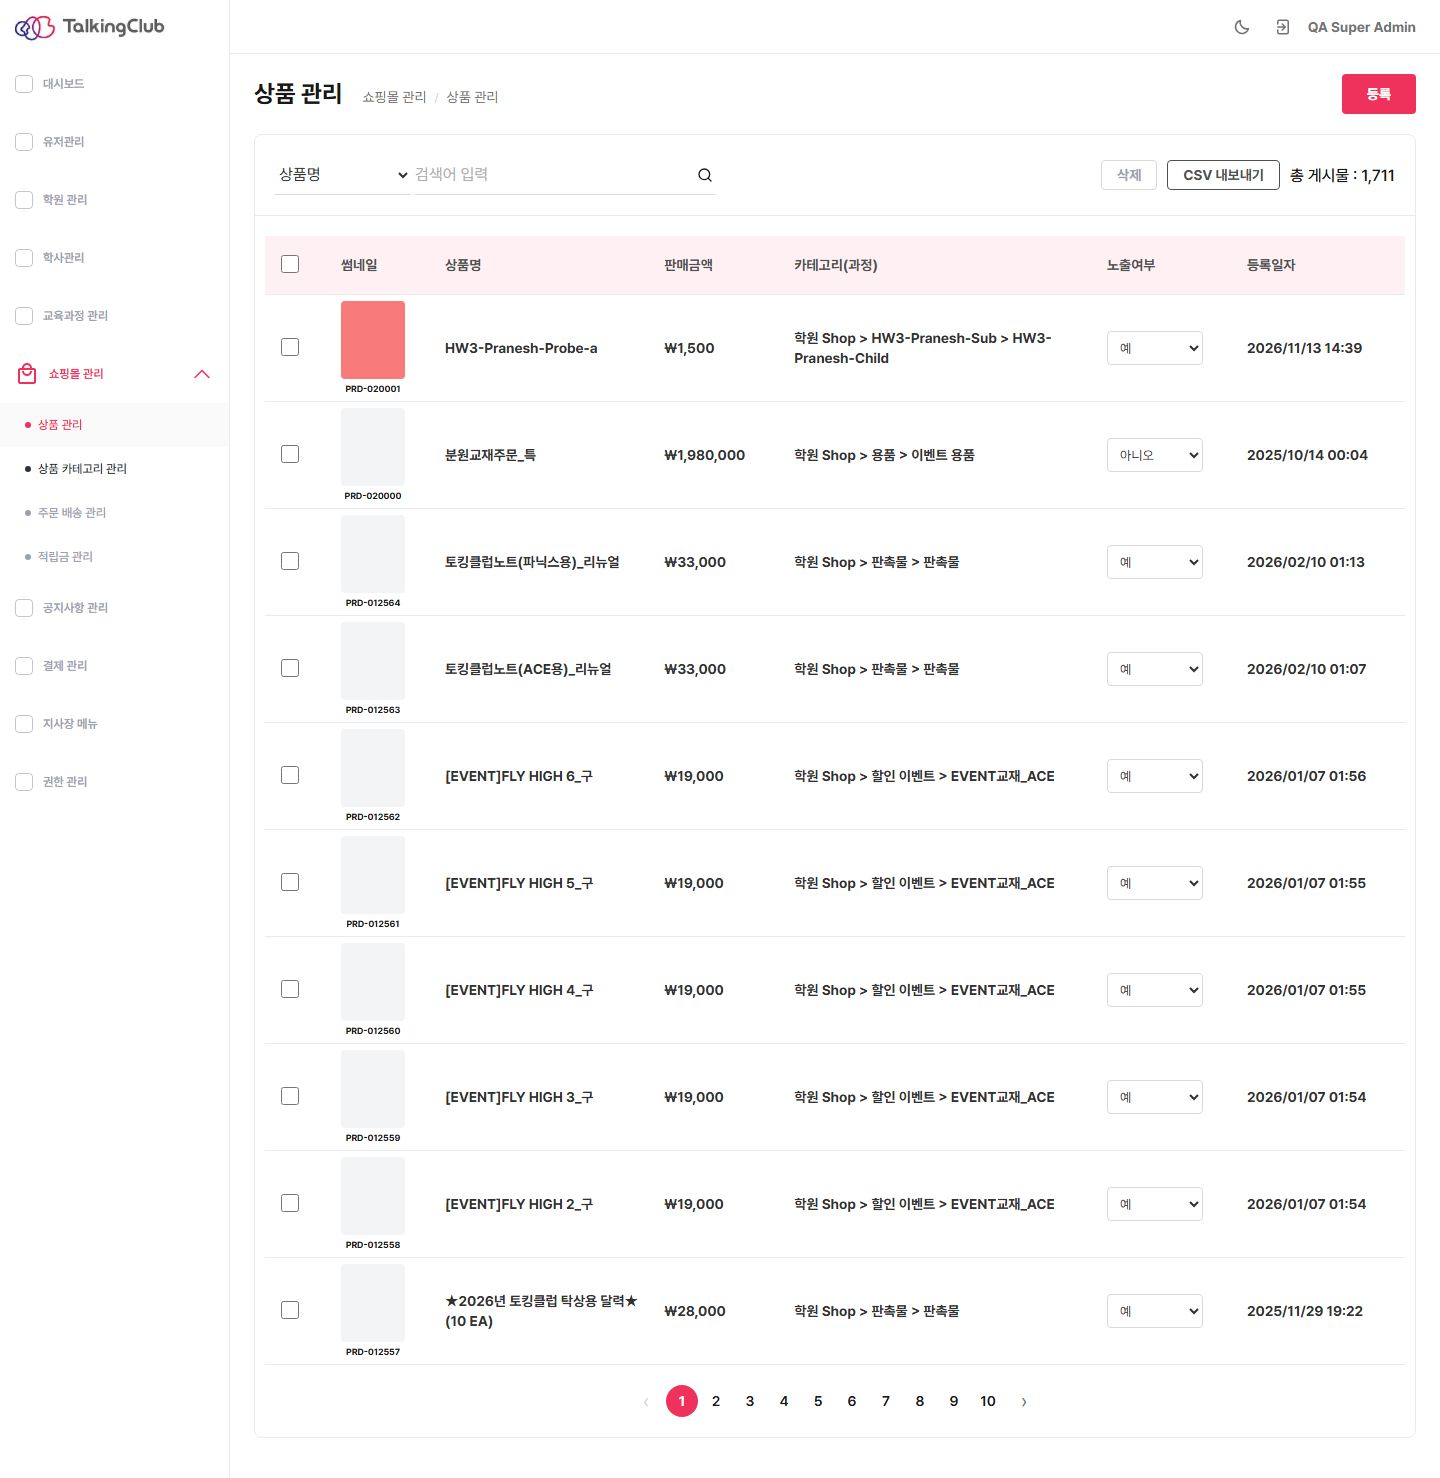 TalkingClub
QA Super Admin
대시보드
유저관리
학원 관리
학사관리
교육과정 관리
쇼핑몰 관리
상품 관리
상품 카테고리 관리
주문 배송 관리
적립금 관리
공지사항 관리
결제 관리
지사장 메뉴
권한 관리
상품 관리 쇼핑몰 관리 / 상품 관리
등록
상품명 검색어 입력
삭제 CSV 내보내기 총 게시물 : 1,711
썸네일 상품명 판매금액 카테고리(과정) 노출여부 등록일자
HW3-Pranesh-Probe-a ₩1,500 학원 Shop > HW3-Pranesh-Sub > HW3-
Pranesh-Child 예 2026/11/13 14:39
PRD-020001
분원교재주문_특 ₩1,980,000 학원 Shop > 용품 > 이벤트 용품 아니오 2025/10/14 00:04
PRD-020000
토킹클럽노트(파닉스용)_리뉴얼 ₩33,000 학원 Shop > 판촉물 > 판촉물 예 2026/02/10 01:13
PRD-012564
토킹클럽노트(ACE용)_리뉴얼 ₩33,000 학원 Shop > 판촉물 > 판촉물 예 2026/02/10 01:07
PRD-012563
[EVENT]FLY HIGH 6_구 ₩19,000 학원 Shop > 할인 이벤트 > EVENT교재_ACE 예 2026/01/07 01:56
PRD-012562
[EVENT]FLY HIGH 5_구 ₩19,000 학원 Shop > 할인 이벤트 > EVENT교재_ACE 예 2026/01/07 01:55
PRD-012561
[EVENT]FLY HIGH 4_구 ₩19,000 학원 Shop > 할인 이벤트 > EVENT교재_ACE 예 2026/01/07 01:55
PRD-012560
[EVENT]FLY HIGH 3_구 ₩19,000 학원 Shop > 할인 이벤트 > EVENT교재_ACE 예 2026/01/07 01:54
PRD-012559
[EVENT]FLY HIGH 2_구 ₩19,000 학원 Shop > 할인 이벤트 > EVENT교재_ACE 예 2026/01/07 01:54
PRD-012558
★2026년 토킹클럽 탁상용 달력★
(10 EA) ₩28,000 학원 Shop > 판촉물 > 판촉물 예 2025/11/29 19:22
PRD-012557
‹ 1 2 3 4 5 6 7 8 9 10 ›